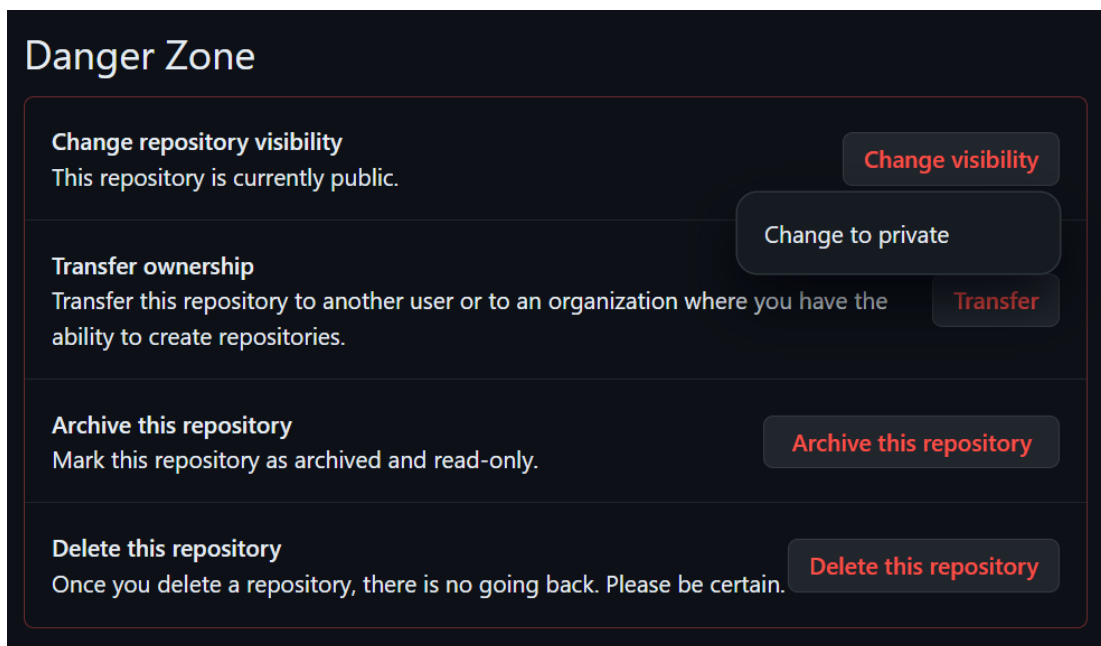 Danger Zone
Change repository visibility
This repository is currently public.
Change visibility
Change to private
Transfer ownership
Transfer this repository to another user or to an organization where you have the
ability to create repositories.
Transfer
Archive this repository
Mark this repository as archived and read-only.
Archive this repository
Delete this repository
Once you delete a repository, there is no going back. Please be certain.
Delete this repository